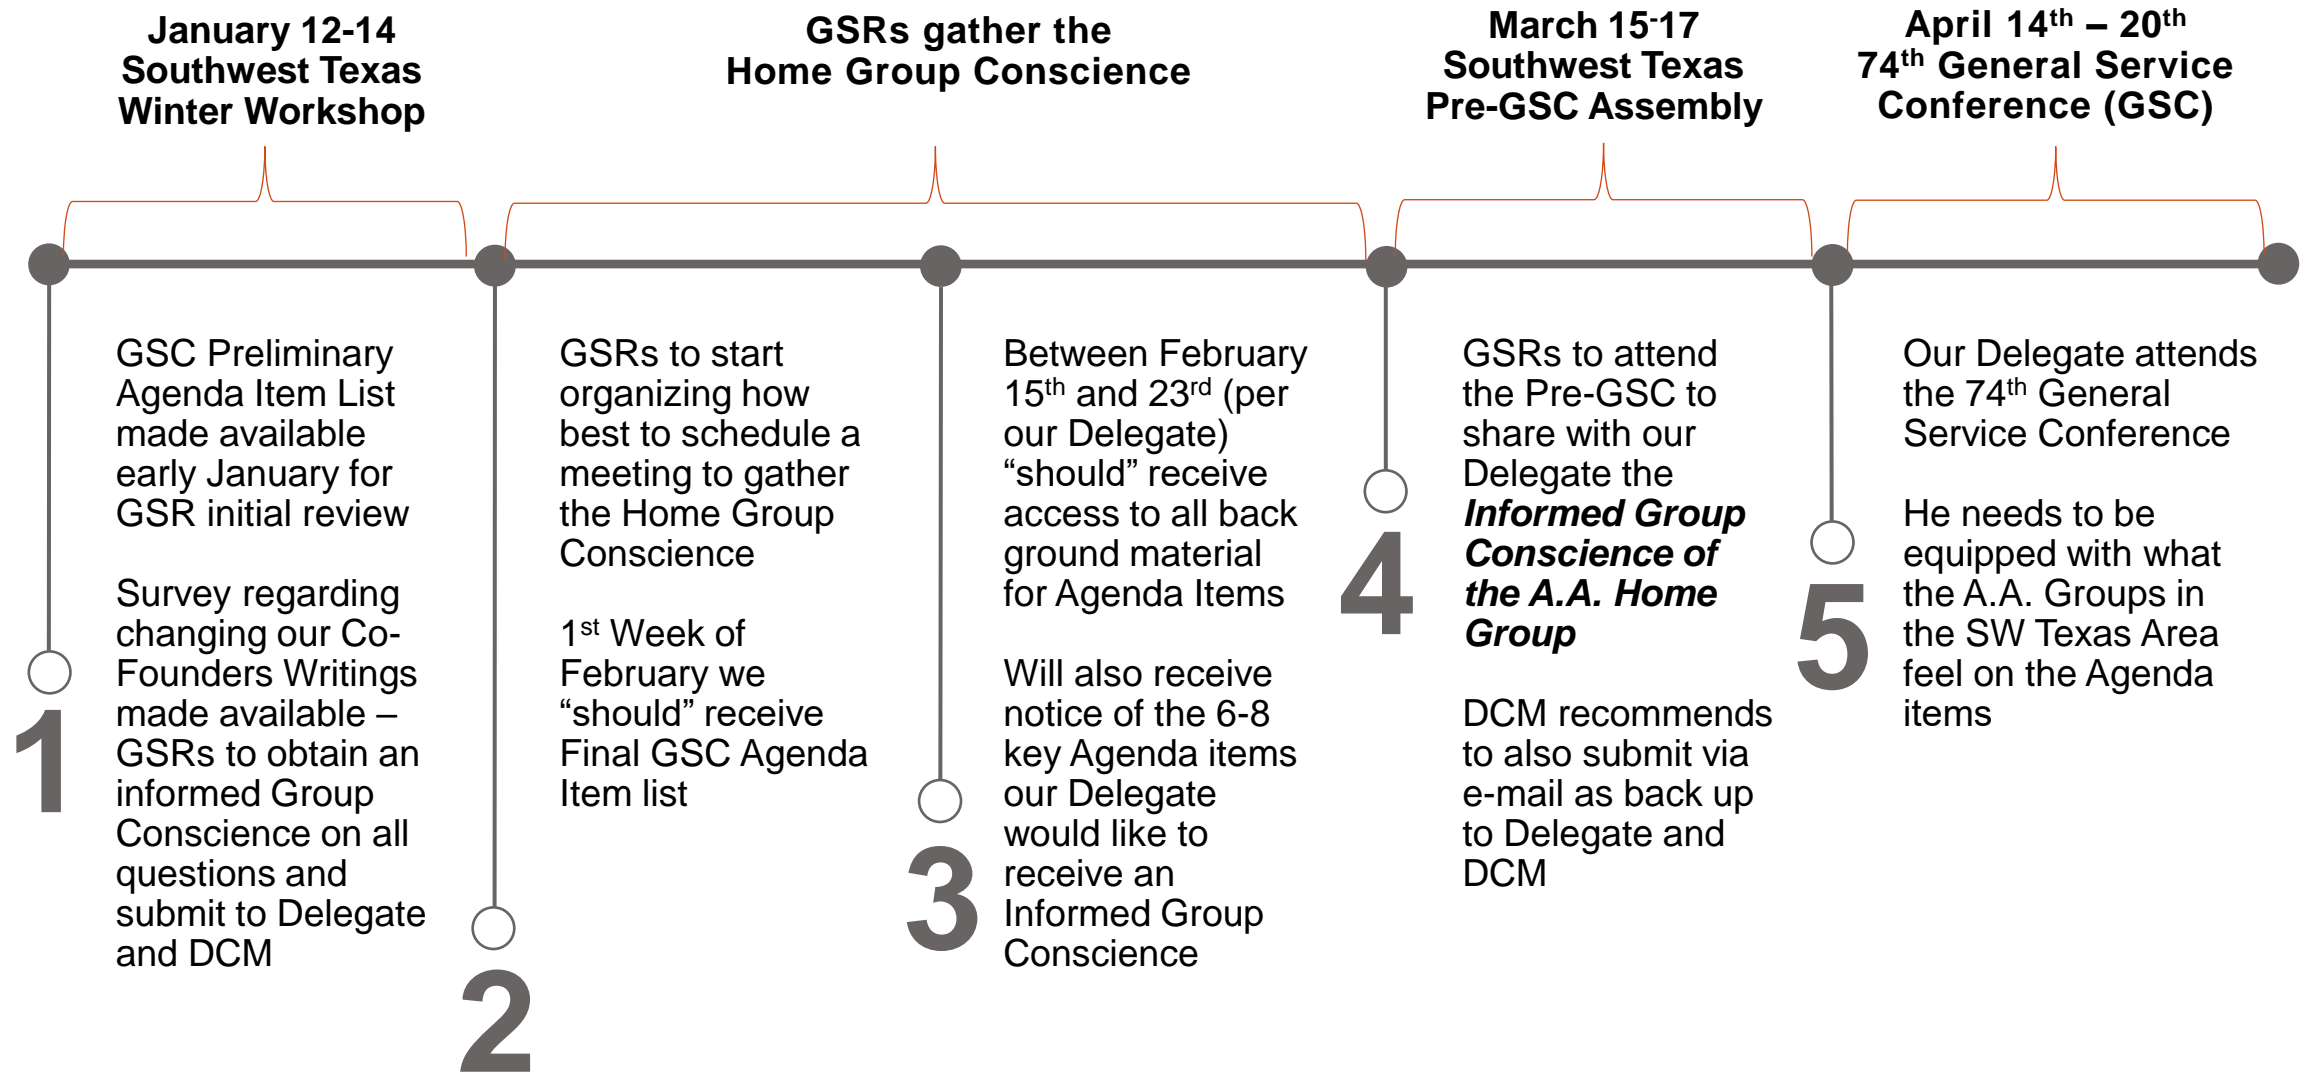 January 12-14
Southwest Texas
Winter Workshop
GSRs gather the
Home Group Conscience
March 15-17
Southwest Texas
Pre-GSC Assembly
April 14th – 20th
74th General Service
Conference (GSC)
1
GSC Preliminary
Agenda Item List
made available
early January for
GSR initial review
Survey regarding
changing our Co-
Founders Writings
made available –
GSRs to obtain an
informed Group
Conscience on all
questions and
submit to Delegate
and DCM
2
GSRs to start
organizing how
best to schedule a
meeting to gather
the Home Group
Conscience
1st Week of
February we
“should” receive
Final GSC Agenda
Item list
3
Between February
15th and 23rd (per
our Delegate)
“should” receive
access to all back
ground material
for Agenda Items
Will also receive
notice of the 6-8
key Agenda items
our Delegate
would like to
receive an
Informed Group
Conscience
4
GSRs to attend
the Pre-GSC to
share with our
Delegate the
Informed Group
Conscience of
the A.A. Home
Group
DCM recommends
to also submit via
e-mail as back up
to Delegate and
DCM
5
Our Delegate attends
the 74th General
Service Conference
He needs to be
equipped with what
the A.A. Groups in
the SW Texas Area
feel on the Agenda
items